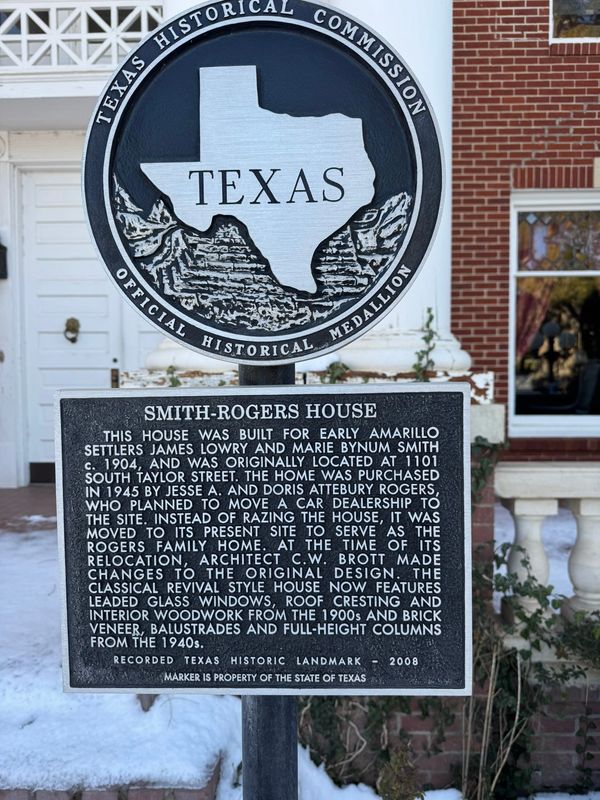 TEXAS HISTORICAL COMMISSION
TEXAS
OFFICIAL HISTORICAL MEDALLION
SMITH-ROGERS HOUSE
THIS HOUSE WAS BUILT FOR EARLY AMARILLO
SETTLERS JAMES LOWRY AND MARIE BYNUM SMITH
c. 1904, AND WAS ORIGINALLY LOCATED AT 1101
SOUTH TAYLOR STREET. THE HOME WAS PURCHASED
IN 1945 BY JESSE A. AND DORIS ATTEBURY ROGERS,
WHO PLANNED TO MOVE A CAR DEALERSHIP TO
THE SITE. INSTEAD OF RAZING THE HOUSE, IT WAS
MOVED TO ITS PRESENT SITE TO SERVE AS THE
ROGERS FAMILY HOME. AT THE TIME OF ITS
RELOCATION, ARCHITECT C.W. BROTT MADE
CHANGES TO THE ORIGINAL DESIGN. THE
CLASSICAL REVIVAL STYLE HOUSE NOW FEATURES
LEADED GLASS WINDOWS, ROOF CRESTING AND
INTERIOR WOODWORK FROM THE 1900s AND BRICK
VENEER, BALUSTRADES AND FULL-HEIGHT COLUMNS
FROM THE 1940s.
RECORDED TEXAS HISTORIC LANDMARK – 2008
MARKER IS PROPERTY OF THE STATE OF TEXAS